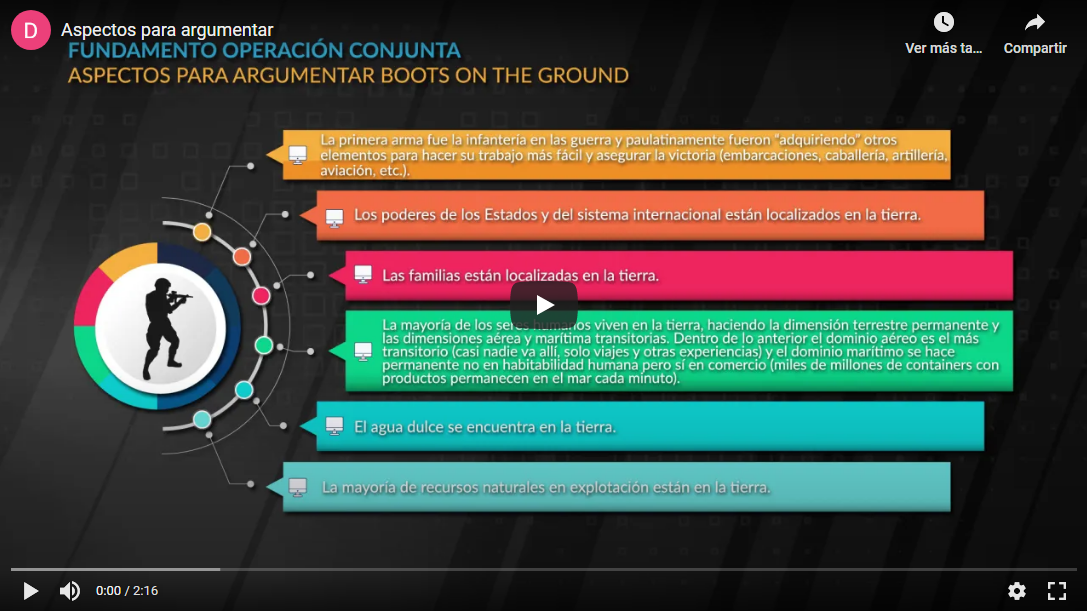 D
Aspectos para argumentar
Ver más ta...
Compartir
FUNDAMENTO OPERACIÓN CONJUNTA
ASPECTOS PARA ARGUMENTAR BOOTS ON THE GROUND
La primera arma fue la infanteria en las guerra y paulatinamente fueron "adquiriendo" otros
elementos para hacer su trabajo más fácil y asegurar la victoria (embarcaciones, caballería, artillería,
aviación, etc.).
Los poderes de los Estados y del sistema internacional están localizados en la tierra.
Las familias están localizadas en la tierra.
La mayoría de los seres humanos viven en la tierra, haciendo la dimensión terrestre permanente y
las dimensiones aérea y marítima transitorias. Dentro de lo anterior el dominio aéreo es el más
transitorio (casi nadie va allí, solo viajes y otras experiencias) y el dominio marítimo se hace
permanente no en habitabilidad humana pero sí en comercio (miles de millones de containers con
productos permanecen en el mar cada minuto).
El agua dulce se encuentra en la tierra.
La mayoría de recursos naturales en explotación están en la tierra.
0:00 / 2:16